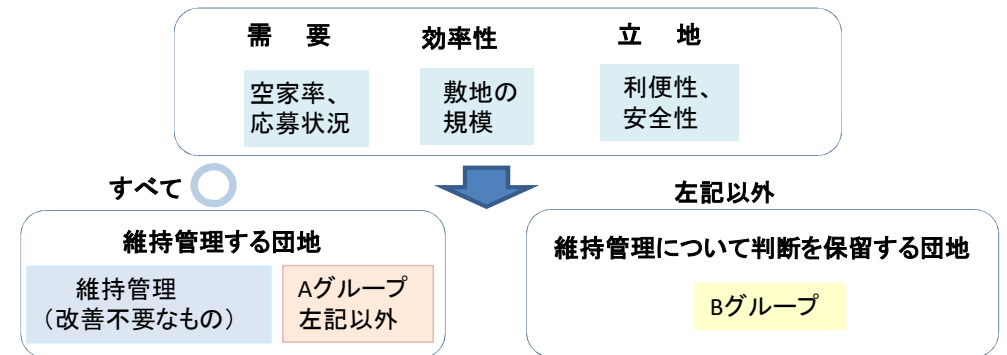 需　要
効率性
立　地
空家率、
応募状況
敷地の
規模
利便性、
安全性
すべて
左記以外
維持管理する団地
維持管理
（改善不要なもの）
Aグループ
左記以外
維持管理について判断を保留する団地
Bグループ